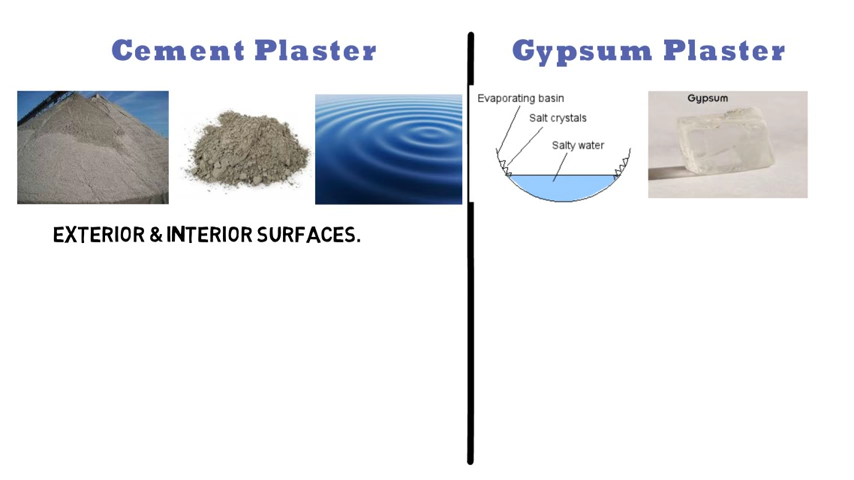 Cement Plaster
Gypsum Plaster
Evaporating basin
Salt crystals
Salty water
Gypsum
EXTERIOR & INTERIOR SURFACES.